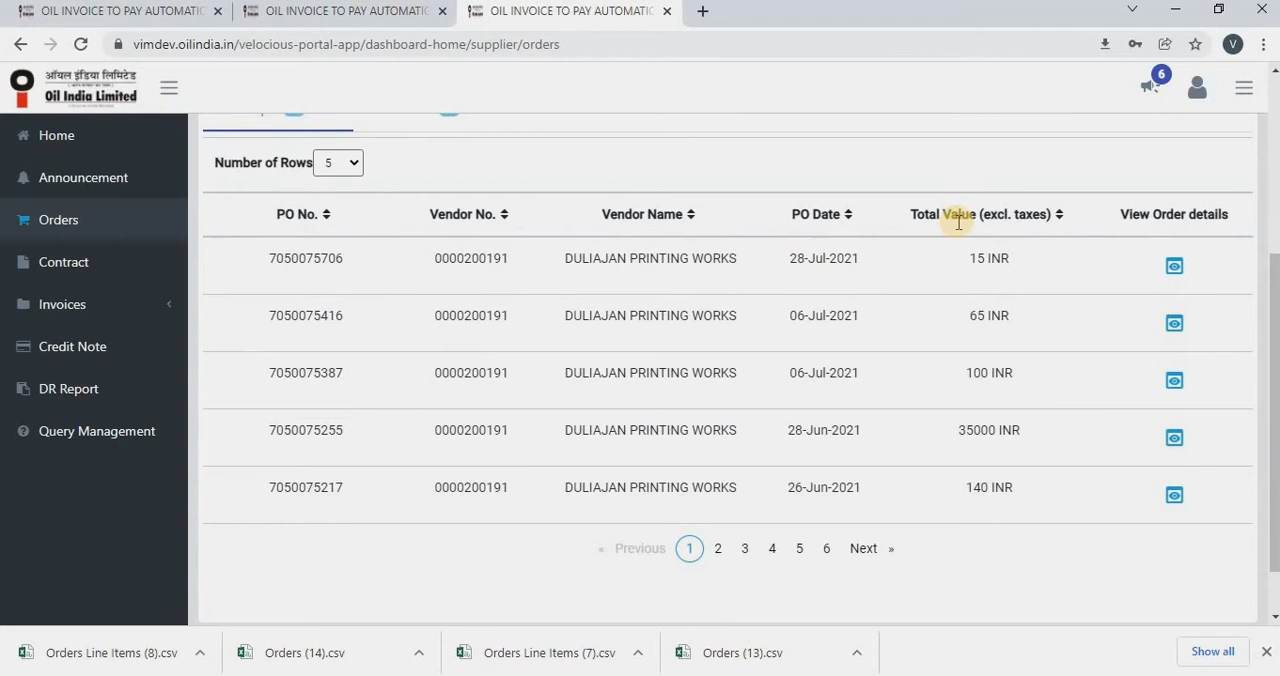 OIL INVOICE TO PAY AUTOMATIC OIL INVOICE TO PAY AUTOMATIC OIL INVOICE TO PAY AUTOMATIC
vimdev.oilindia.in/velocious-portal-app/dashboard-home/supplier/orders V
ऑयल इंडिया लिमिटेड
Oil India Limited
6
Home
Announcement
Orders
Contract
Invoices
Credit Note
DR Report
Query Management
Number of Rows 5
PO No. Vendor No. Vendor Name PO Date Total Value (excl. taxes) View Order details
7050075706 0000200191 DULIAJAN PRINTING WORKS 28-Jul-2021 15 INR
7050075416 0000200191 DULIAJAN PRINTING WORKS 06-Jul-2021 65 INR
7050075387 0000200191 DULIAJAN PRINTING WORKS 06-Jul-2021 100 INR
7050075255 0000200191 DULIAJAN PRINTING WORKS 28-Jun-2021 35000 INR
7050075217 0000200191 DULIAJAN PRINTING WORKS 26-Jun-2021 140 INR
« Previous 1 2 3 4 5 6 Next »
Orders Line Items (8).csv Orders (14).csv Orders Line Items (7).csv Orders (13).csv Show all